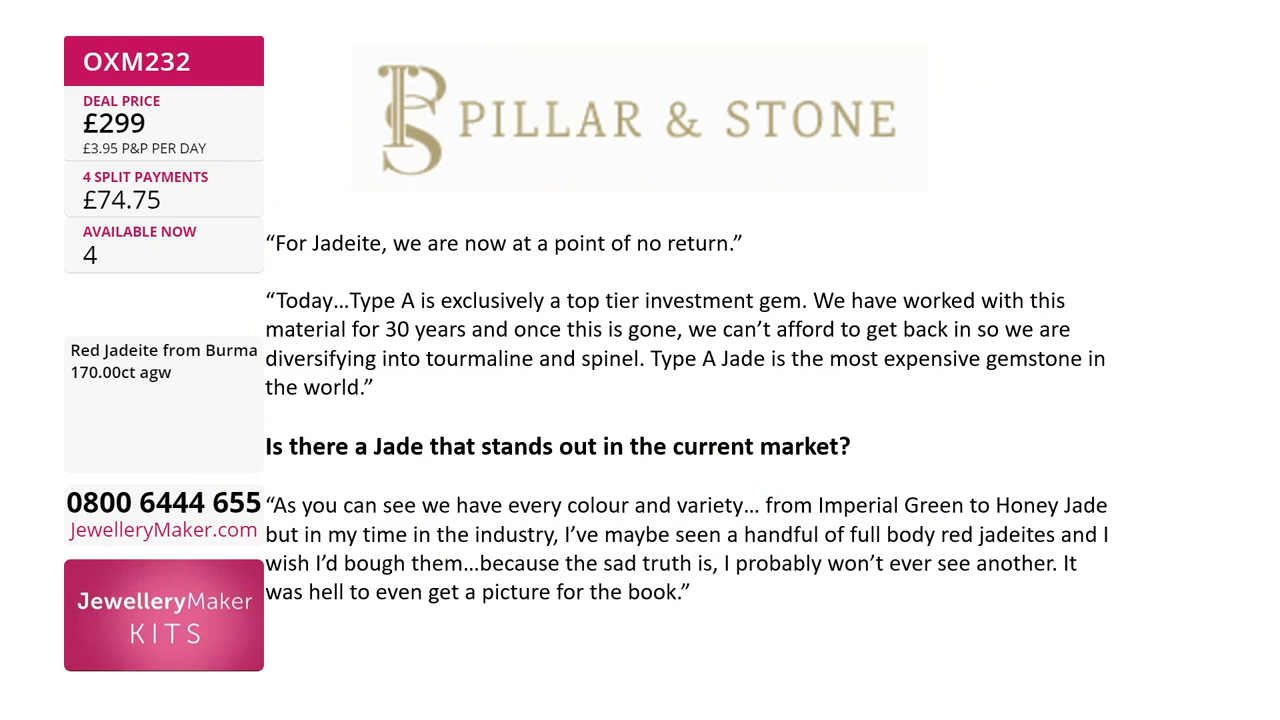 OXM232
DEAL PRICE
£299
£3.95 P&P PER DAY
4 SPLIT PAYMENTS
£74.75
AVAILABLE NOW
4
Red Jadeite from Burma
170.00ct agw
0800 6444 655
JewelleryMaker.com
JewelleryMaker
KITS
PS PILLAR & STONE
“For Jadeite, we are now at a point of no return.”
“Today…Type A is exclusively a top tier investment gem. We have worked with this
material for 30 years and once this is gone, we can’t afford to get back in so we are
diversifying into tourmaline and spinel. Type A Jade is the most expensive gemstone in
the world.”
Is there a Jade that stands out in the current market?
“As you can see we have every colour and variety… from Imperial Green to Honey Jade
but in my time in the industry, I’ve maybe seen a handful of full body red jadeites and I
wish I’d bough them…because the sad truth is, I probably won’t ever see another. It
was hell to even get a picture for the book.”